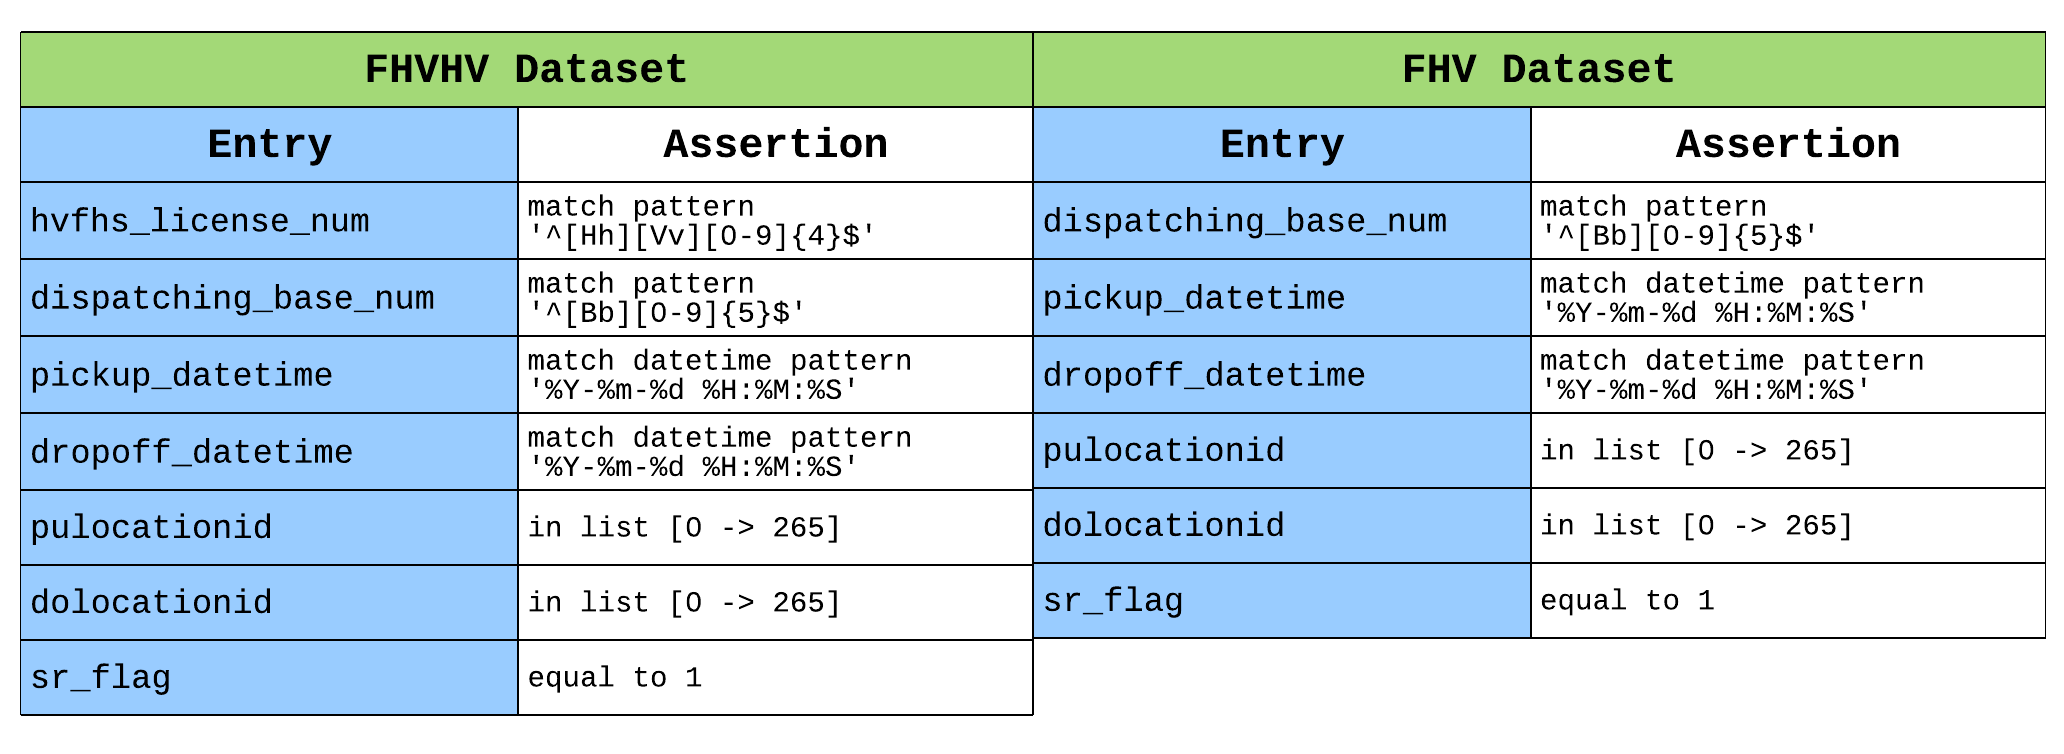 FHVHV Dataset
Entry
Assertion
hvfhs_license_num
match pattern
'^[Hh][Vv][0-9]{4}$'
dispatching_base_num
match pattern
'^[Bb][0-9]{5}$'
pickup_datetime
match datetime pattern
'%Y-%m-%d %H:%M:%S'
dropoff_datetime
match datetime pattern
'%Y-%m-%d %H:%M:%S'
pulocationid
in list [0 -> 265]
dolocationid
in list [0 -> 265]
sr_flag
equal to 1
FHV Dataset
Entry
Assertion
dispatching_base_num
match pattern
'^[Bb][0-9]{5}$'
pickup_datetime
match datetime pattern
'%Y-%m-%d %H:%M:%S'
dropoff_datetime
match datetime pattern
'%Y-%m-%d %H:%M:%S'
pulocationid
in list [0 -> 265]
dolocationid
in list [0 -> 265]
sr_flag
equal to 1